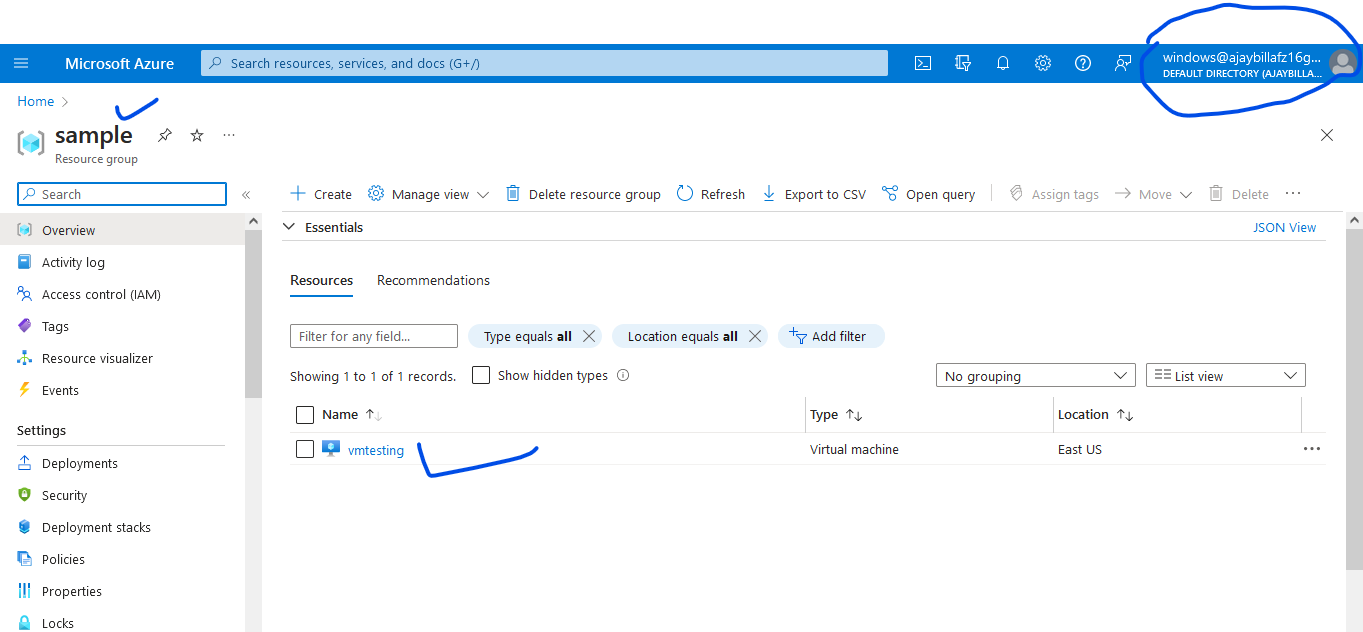 Microsoft Azure
Search resources, services, and docs (G+/)
windows@ajaybillafz16g...
DEFAULT DIRECTORY (AJAYBILLA...
Home
sample
Resource group
Search
Overview
Activity log
Access control (IAM)
Tags
Resource visualizer
Events
Settings
Deployments
Security
Deployment stacks
Policies
Properties
Locks
Create Manage view Delete resource group Refresh Export to CSV Open query Assign tags Move Delete
Essentials JSON View
Resources Recommendations
Filter for any field... Type equals all Location equals all Add filter
Showing 1 to 1 of 1 records. Show hidden types No grouping List view
Name Type Location
vmtesting Virtual machine East US